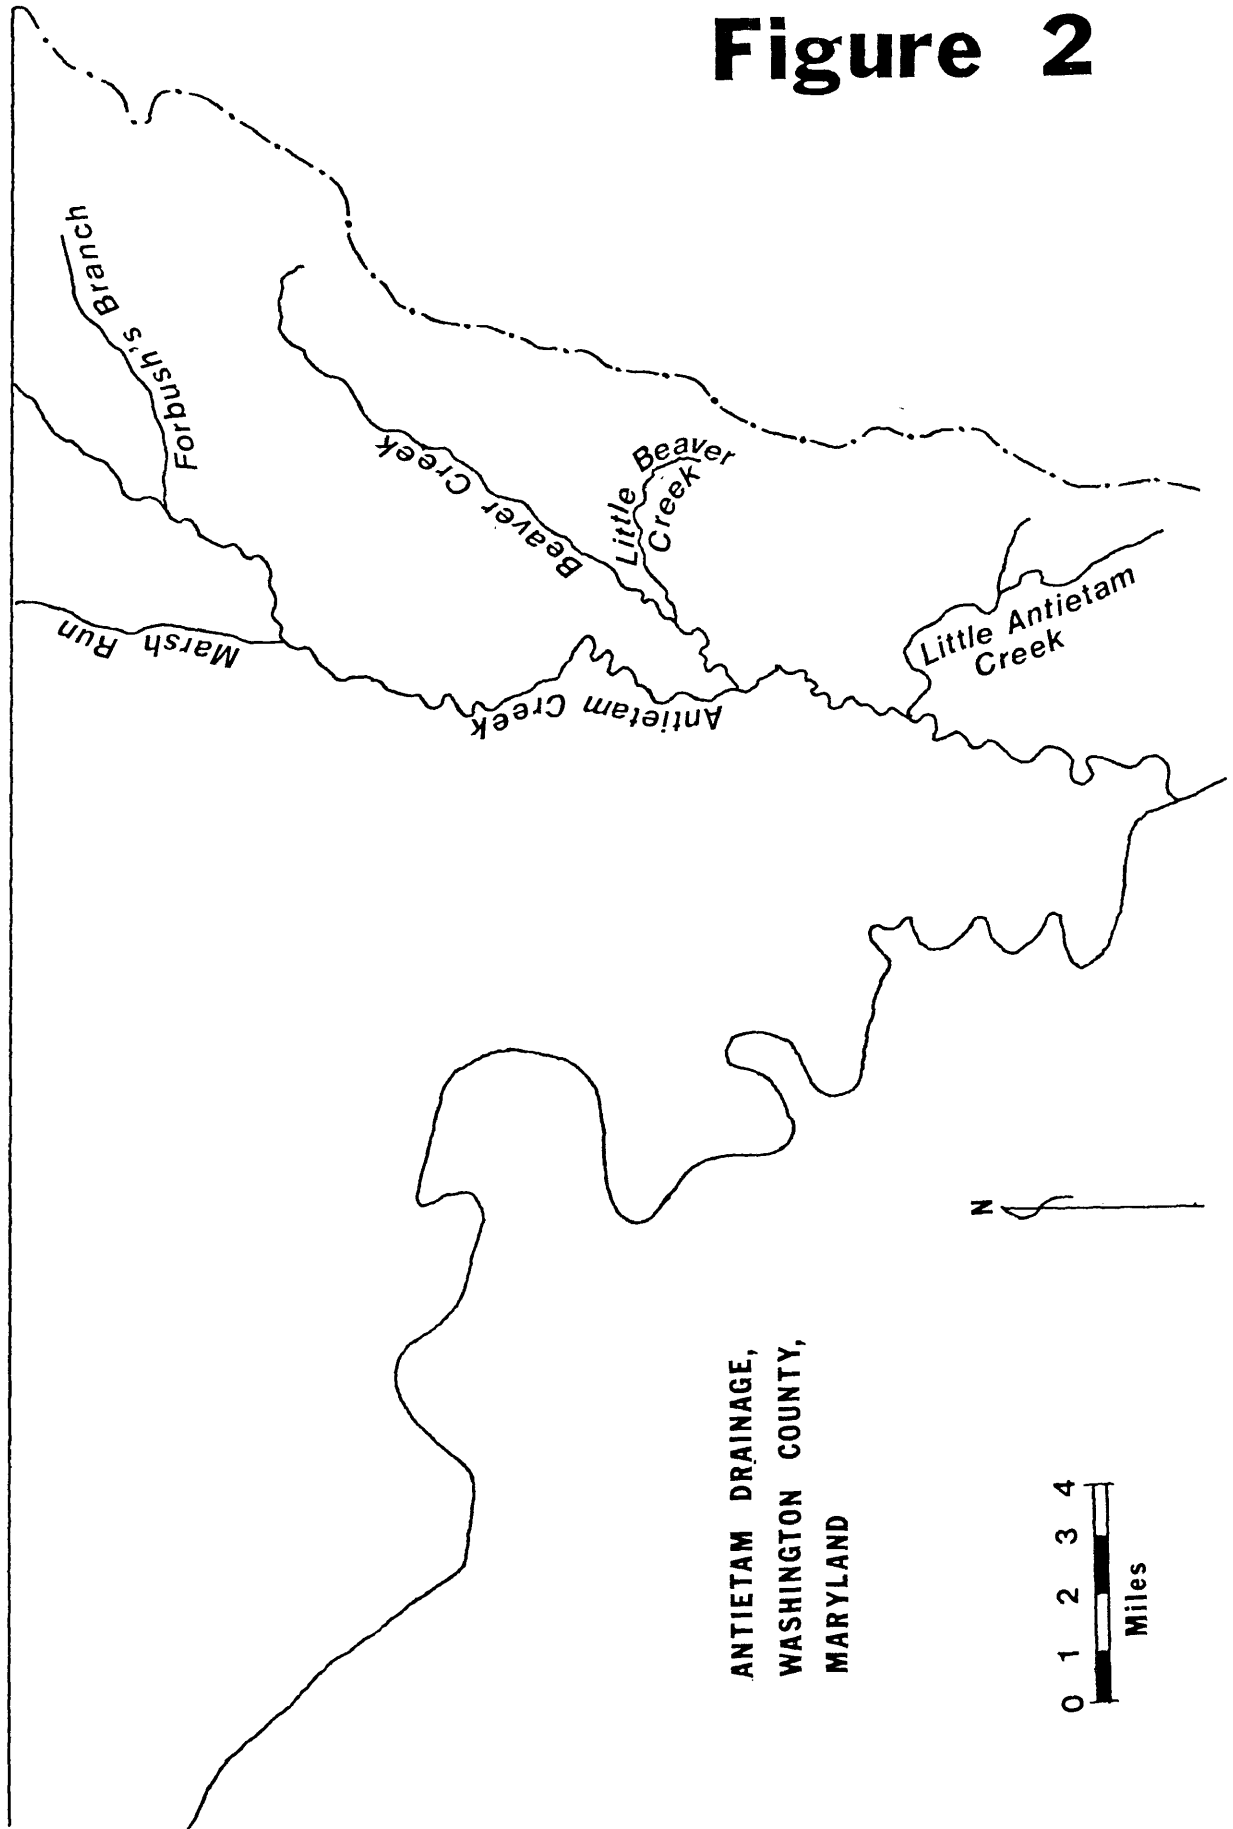 Figure 2
Forbush's Branch
Marsh Run
Beaver Creek
Little Beaver
Creek
Antietam Creek
Little Antietam
Creek
N
ANTIETAM DRAINAGE,
WASHINGTON COUNTY,
MARYLAND
0 1 2 3 4
Miles